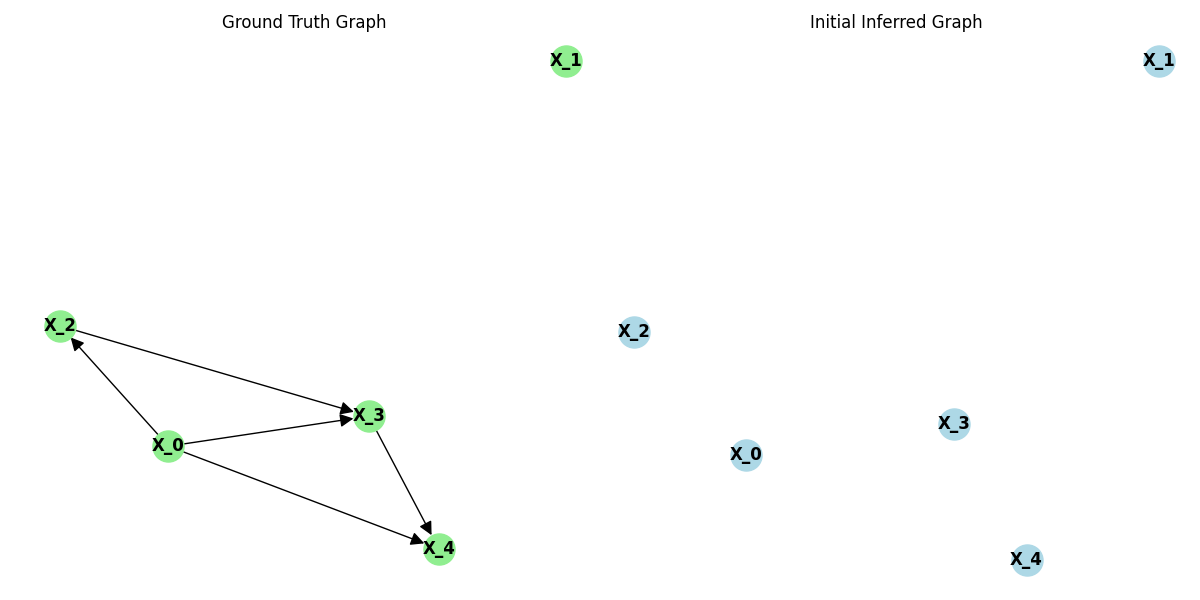 Ground Truth Graph
X_1
X_2
X_3
X_0
X_4
Initial Inferred Graph
X_1
X_2
X_3
X_0
X_4